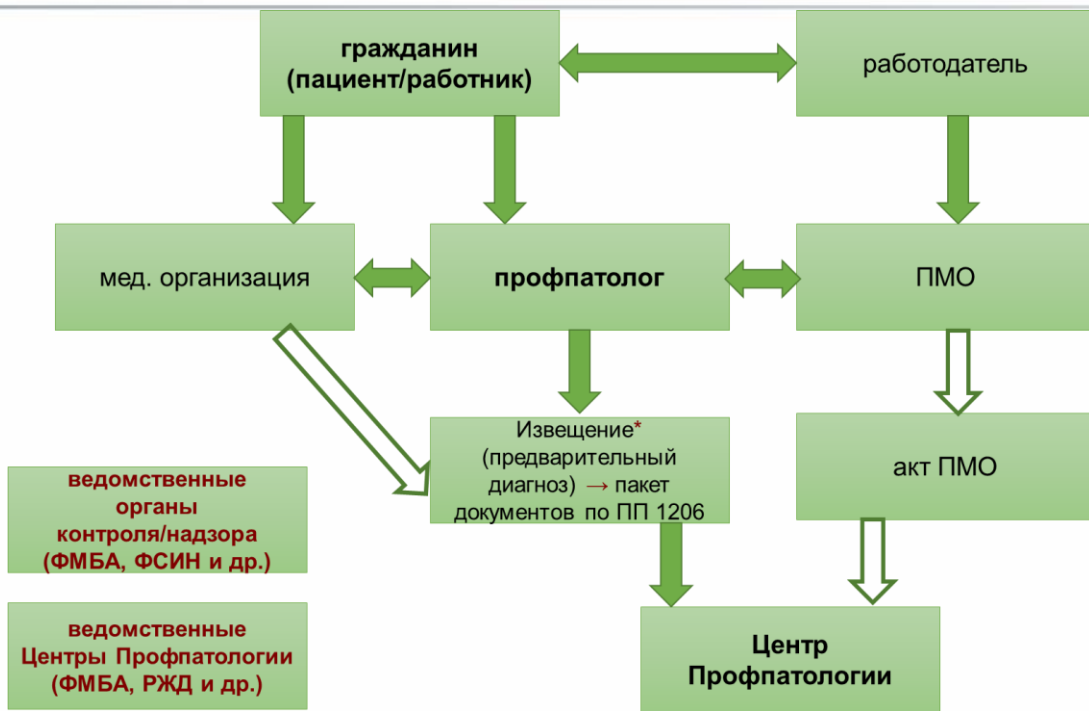 гражданин
(пациент/работник)
работодатель
мед. организация
профпатолог
ПМО
Извещение*
(предварительный
диагноз) → пакет
документов по ПП 1206
акт ПМО
ведомственные
органы
контроля/надзора
(ФМБА, ФСИН и др.)
ведомственные
Центры Профпатологии
(ФМБА, РЖД и др.)
Центр
Профпатологии